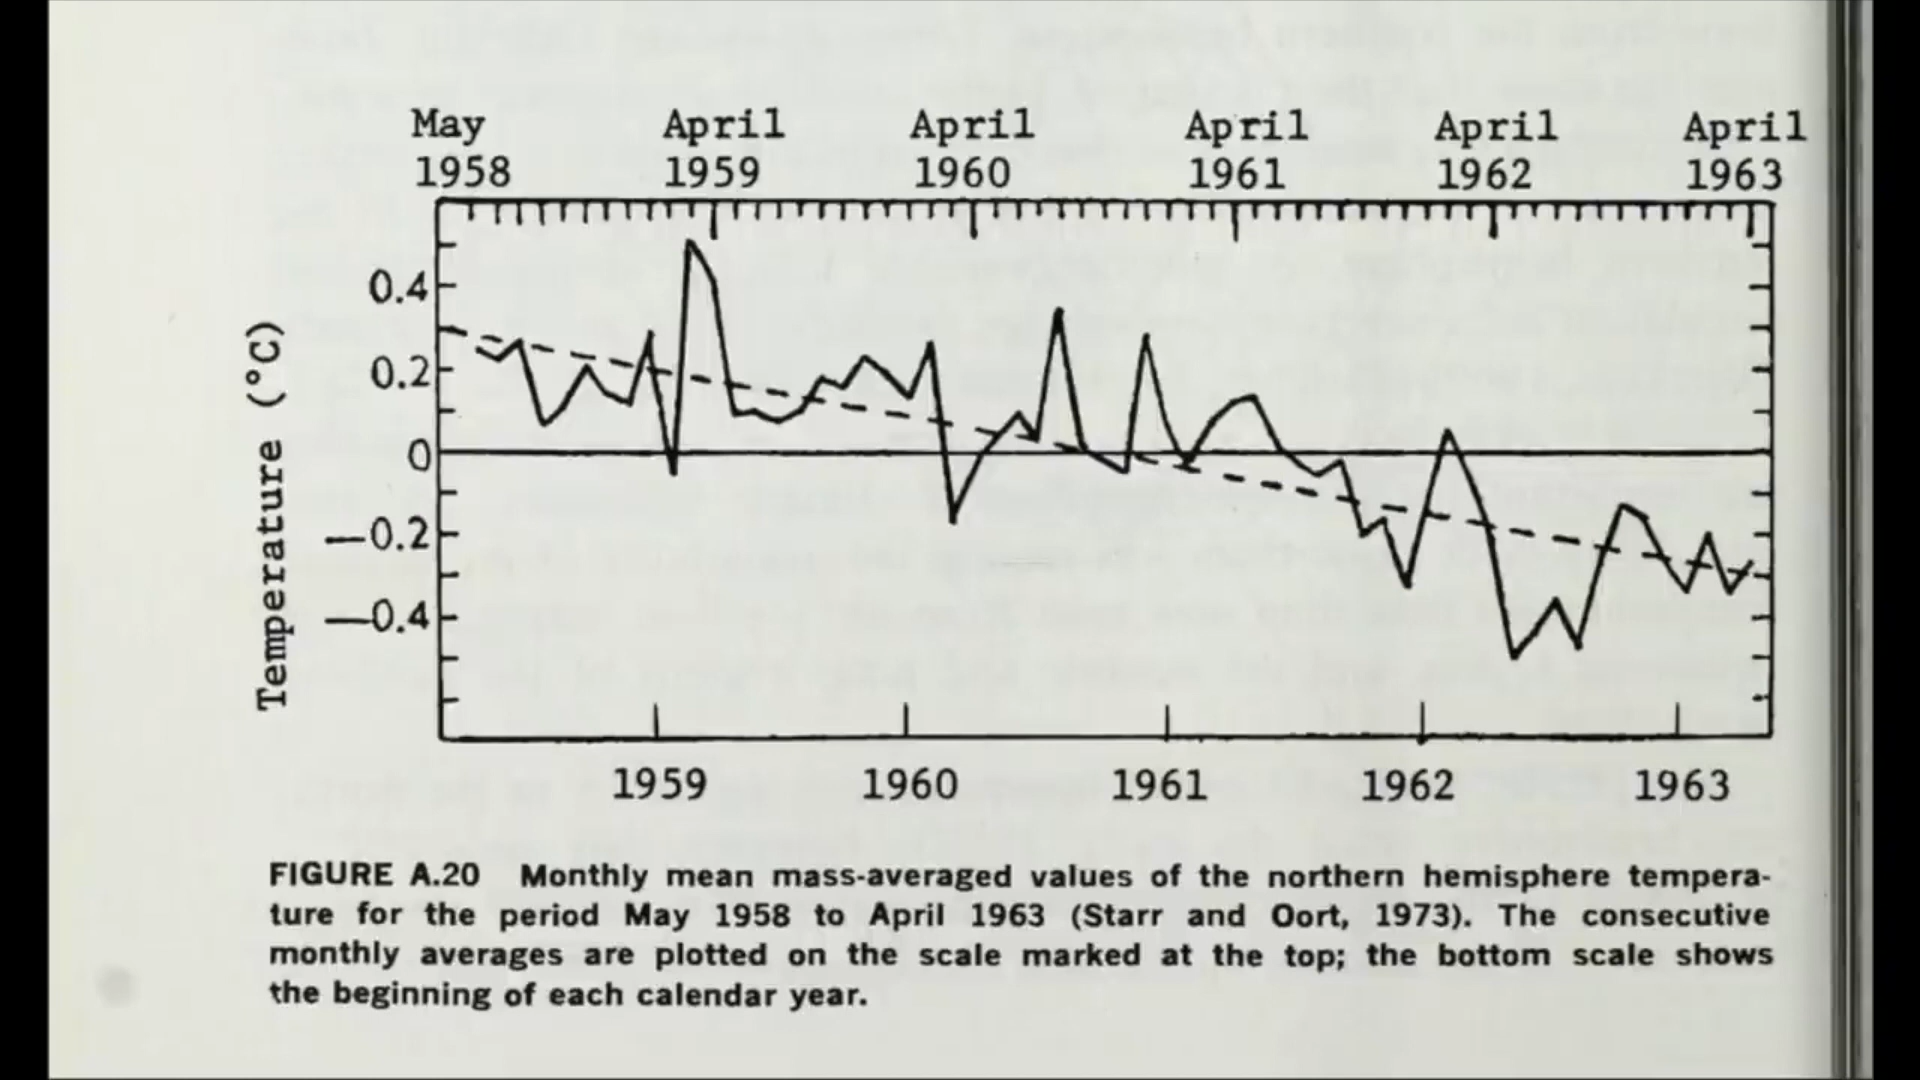 May April April April April April
1958 1959 1960 1961 1962 1963
0.4
0.2
0
—0.2
—0.4
Temperature (°C)
1959 1960 1961 1962 1963
FIGURE A.20 Monthly mean mass-averaged values of the northern hemisphere tempera-
ture for the period May 1958 to April 1963 (Starr and Oort, 1973). The consecutive
monthly averages are plotted on the scale marked at the top; the bottom scale shows
the beginning of each calendar year.